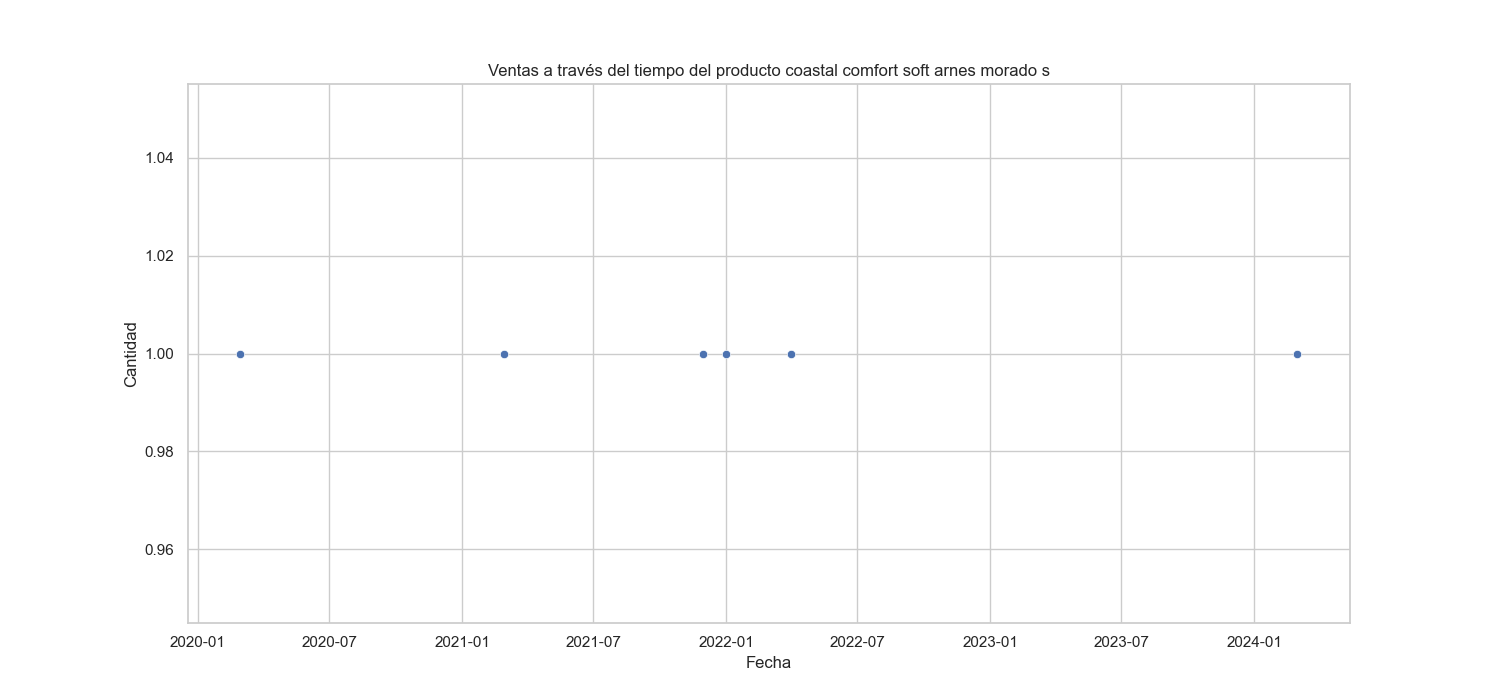 Ventas a través del tiempo del producto coastal comfort soft arnes morado s
1.04
1.02
1.00
0.98
0.96
Cantidad
2020-01 2020-07 2021-01 2021-07 2022-01 2022-07 2023-01 2023-07 2024-01
Fecha